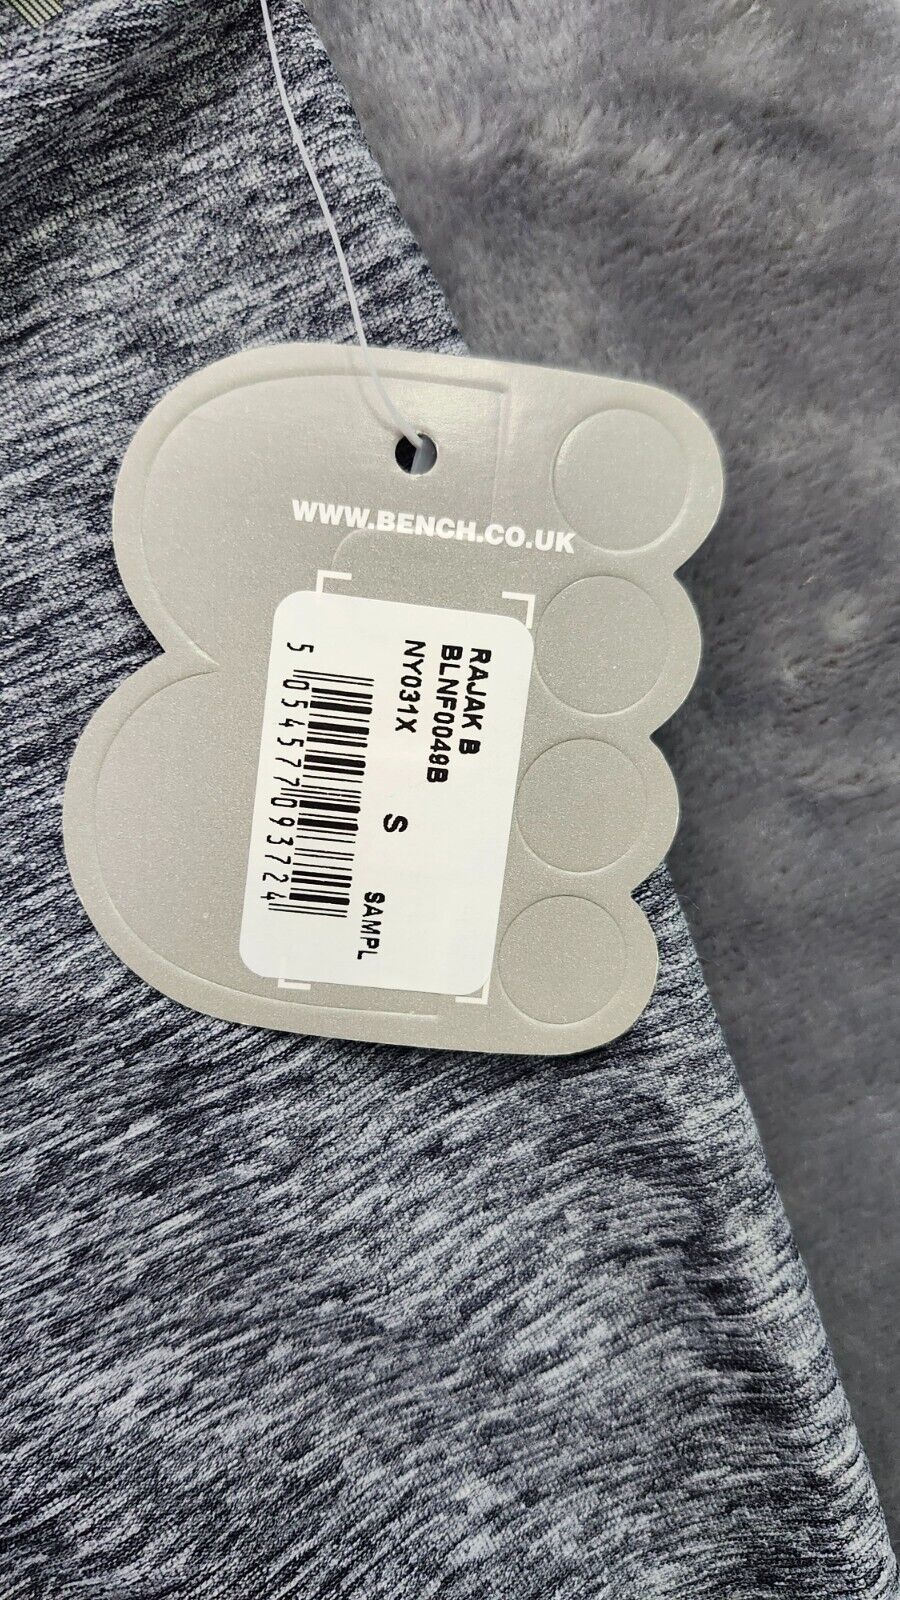 WWW.BENCH.CO.UK
RAJAK B
BLNF0049B
NY031X
S
SAMPL
5 054577 093724